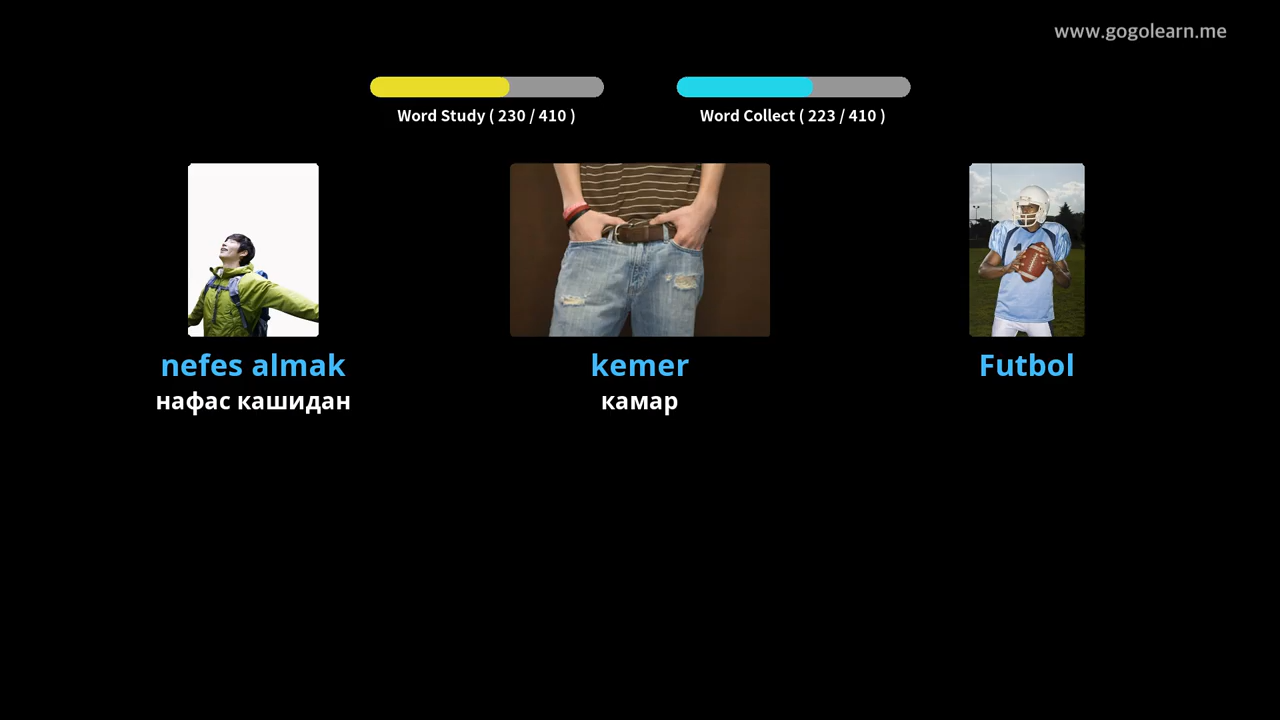 www.gogolearn.me
Word Study ( 230 / 410 )
Word Collect ( 223 / 410 )
nefes almak
нафас кашидан
kemer
камар
Futbol